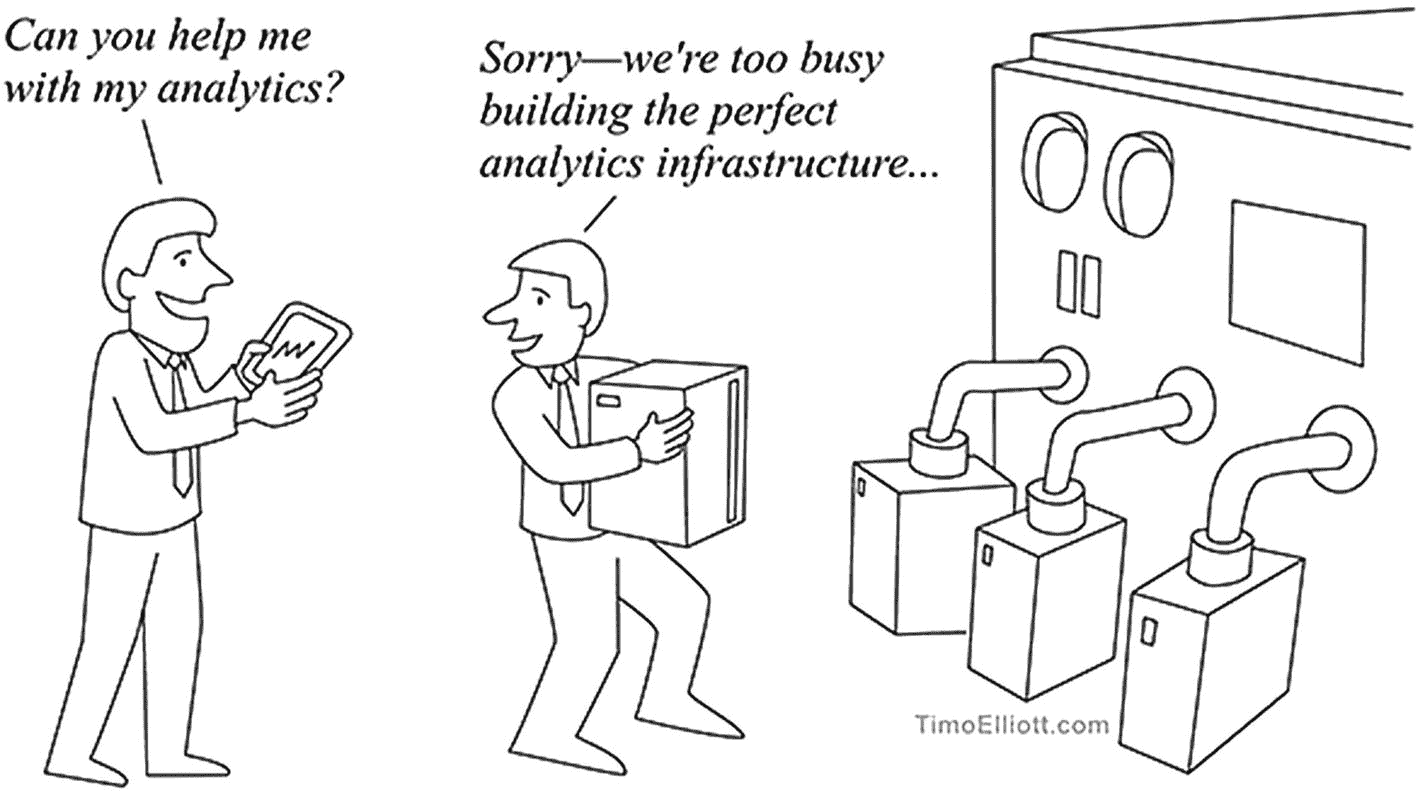 Can you help me
with my analytics?
Sorry—we're too busy
building the perfect
analytics infrastructure...
TimoElliott.com